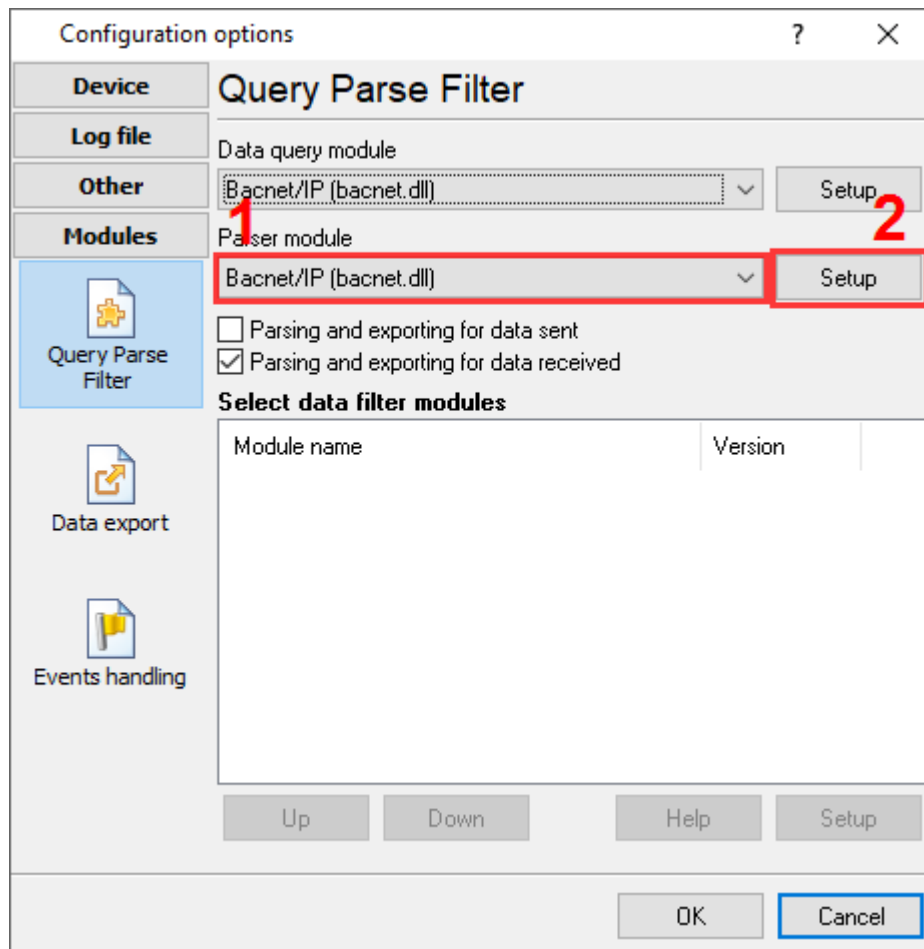 Configuration options
?
Device
Log file
Other
Modules
Query Parse
Filter
Data export
Events handling
Query Parse Filter
Data query module
Bacnet/IP (bacnet.dll)
Setup
1
2
Parser module
Bacnet/IP (bacnet.dll)
Setup
Parsing and exporting for data sent
Parsing and exporting for data received
Select data filter modules
Module name Version
Up Down Help Setup
OK Cancel